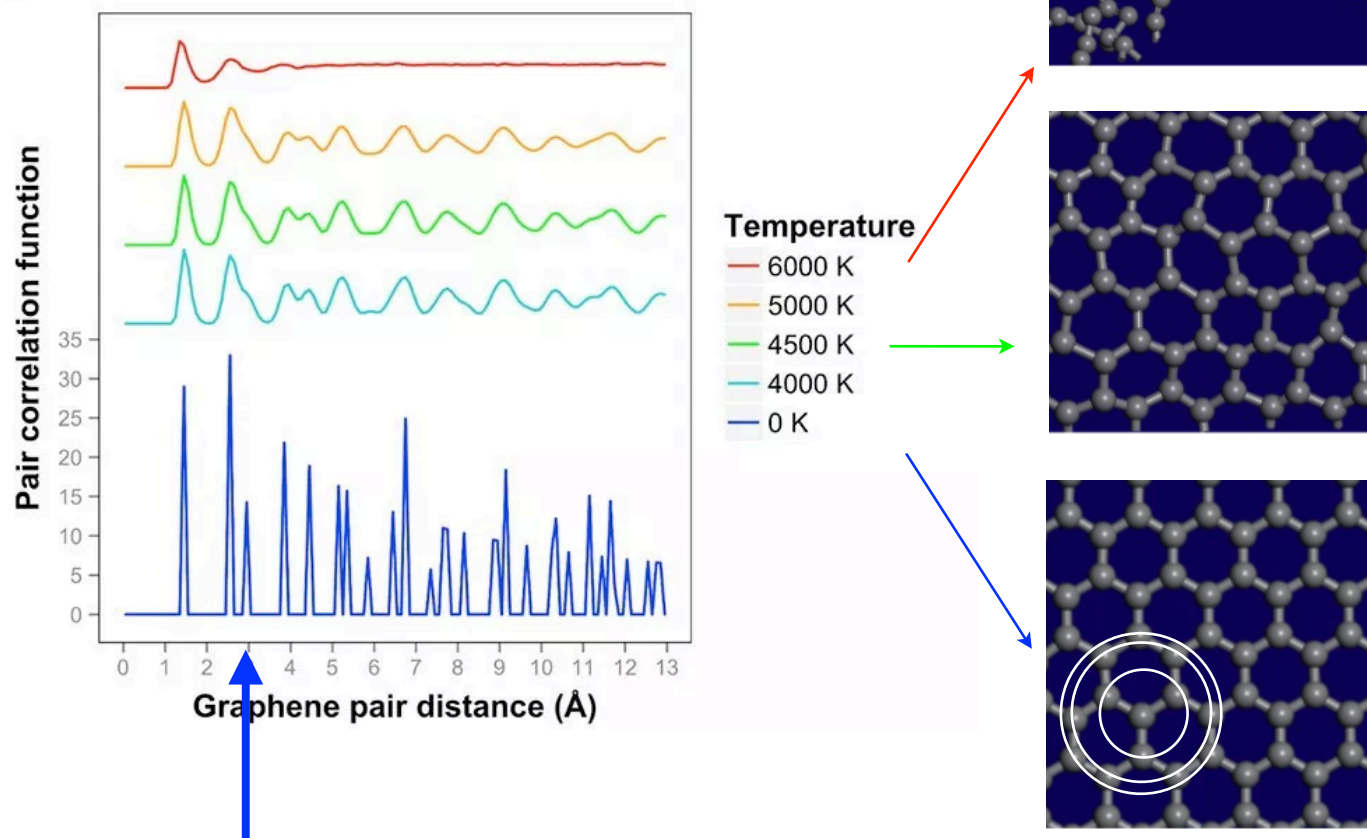 Pair correlation function
35
30
25
20
15
10
5
0
0 1 2 4 5 6 7 8 9 10 11 12 13
Graphene pair distance (Å)
Temperature
6000 K
5000 K
4500 K
4000 K
0 K